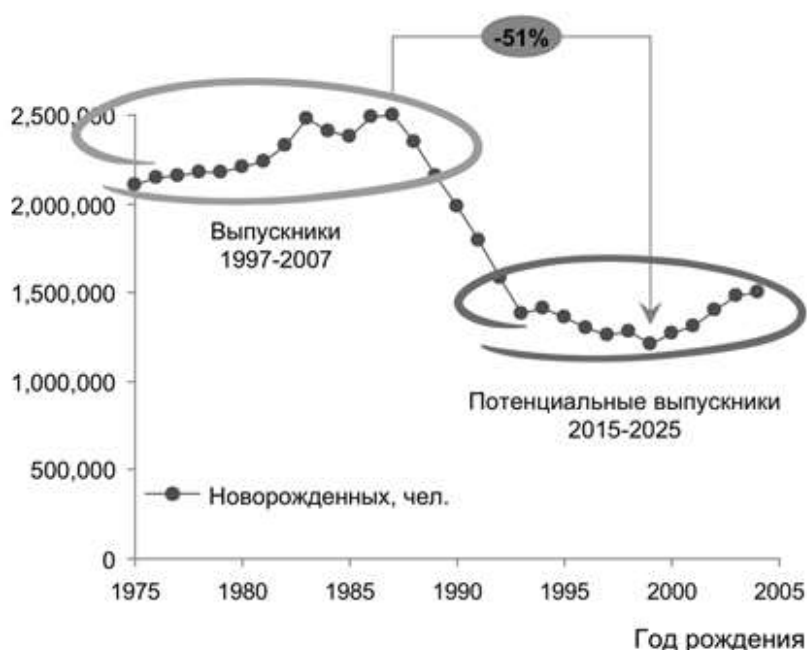 -51%
2,500,000
2,000,000
1,500,000
1,000,000
500,000
0
Выпускники
1997-2007
Потенциальные выпускники
2015-2025
Новорожденных, чел.
1975 1980 1985 1990 1995 2000 2005
Год рождения